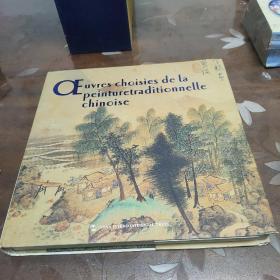 Œuvres choisies de la
peinturetraditionnelle
chinoise